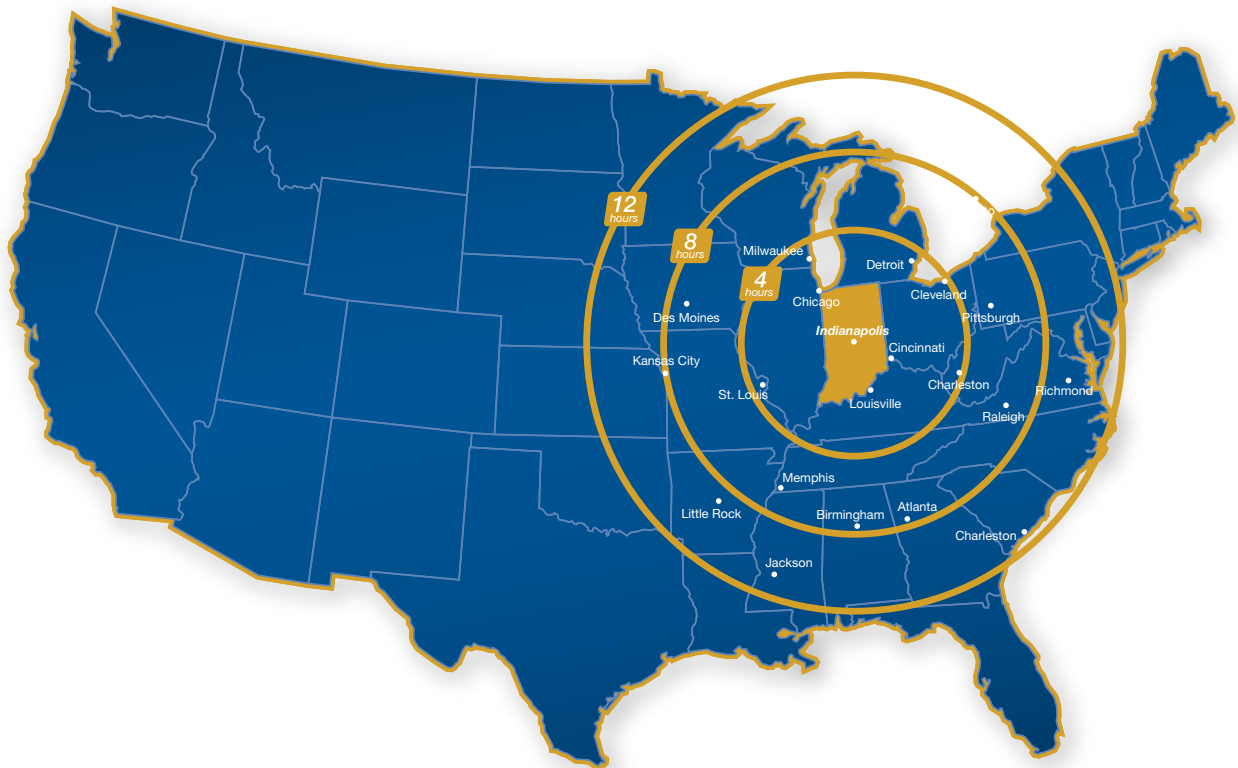 12
hours
8
hours
Milwaukee
Detroit
4
hours
Chicago
Cleveland
Des Moines
Pittsburgh
Indianapolis
Cincinnati
Kansas City
Charleston
St. Louis
Richmond
Louisville
Raleigh
Memphis
Little Rock
Birmingham
Atlanta
Charleston
Jackson